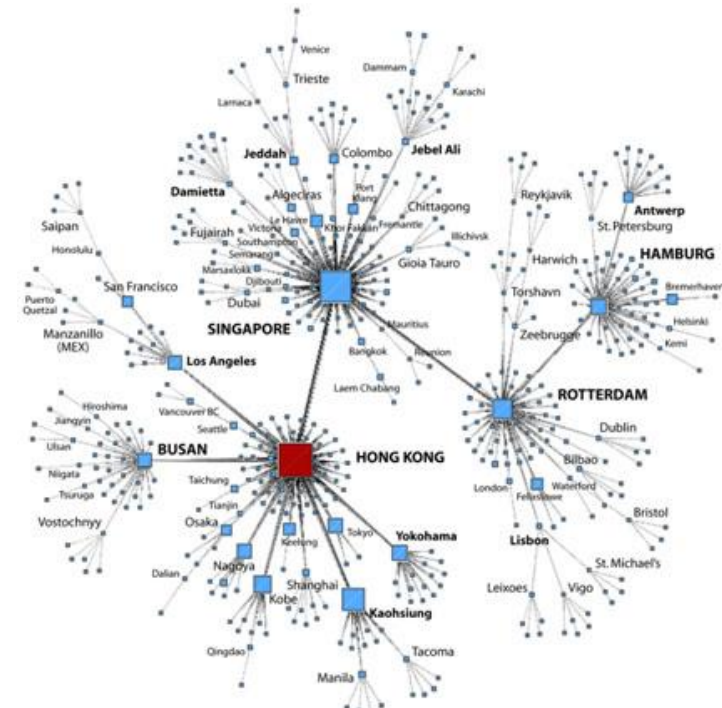 Venice
Dammam
Trieste
Karachi
Larnaca
Jeddah
Colombo
Jebel Ali
Damietta
Algeciras
Port
Klang
Chittagong
Le Havre
Khor Fakkan
Fremantle
Victoria
Fujairah
Southampton
Illichivsk
Semarang
Gioia Tauro
Marsaxlokk
Djibouti
Dubai
SINGAPORE
Mauritius
Bangkok
Reunion
Laem Chabang
Reykjavik
Antwerp
St. Petersburg
HAMBURG
Harwich
Bremerhaven
Torshavn
Helsinki
Zeebrugge
Kemi
Saipan
Honolulu
San Francisco
Puerto
Quetzal
Manzanillo
(MEX)
Los Angeles
ROTTERDAM
Hiroshima
Vancouver BC
Jiangyin
Seattle
Dublin
Ulsan
BUSAN
HONG KONG
Bilbao
Niigata
Taichung
London
Waterford
Tsuruga
Felixstowe
Tianjin
Bristol
Vostochnyy
Osaka
Keelung
Tokyo
Yokohama
Lisbon
Nagoya
St. Michael's
Dalian
Shanghai
Kobe
Leixoes
Vigo
Kaohsiung
Qingdao
Tacoma
Manila